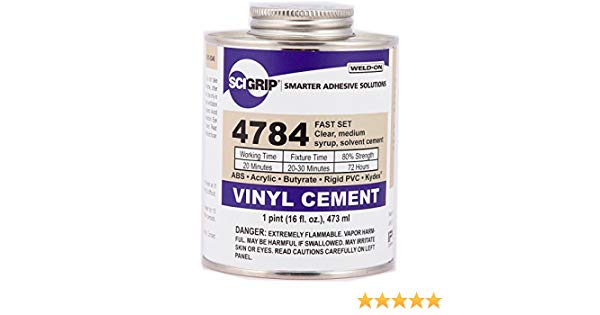 WELD-ON
SCIGRIP SMARTER ADHESIVE SOLUTIONS
4784 FAST SET
Clear, medium
syrup, solvent cement
Working Time Fixture Time 80% Strength
20 Minutes 20-30 Minutes 72 Hours
ABS • Acrylic • Butyrate • Rigid PVC • Kydex®
VINYL CEMENT
1 pint (16 fl. oz.), 473 ml
DANGER: EXTREMELY FLAMMABLE. VAPOR HARM-
FUL. MAY BE HARMFUL IF SWALLOWED. MAY IRRITATE
SKIN OR EYES. READ CAUTIONS CAREFULLY ON LEFT
PANEL.